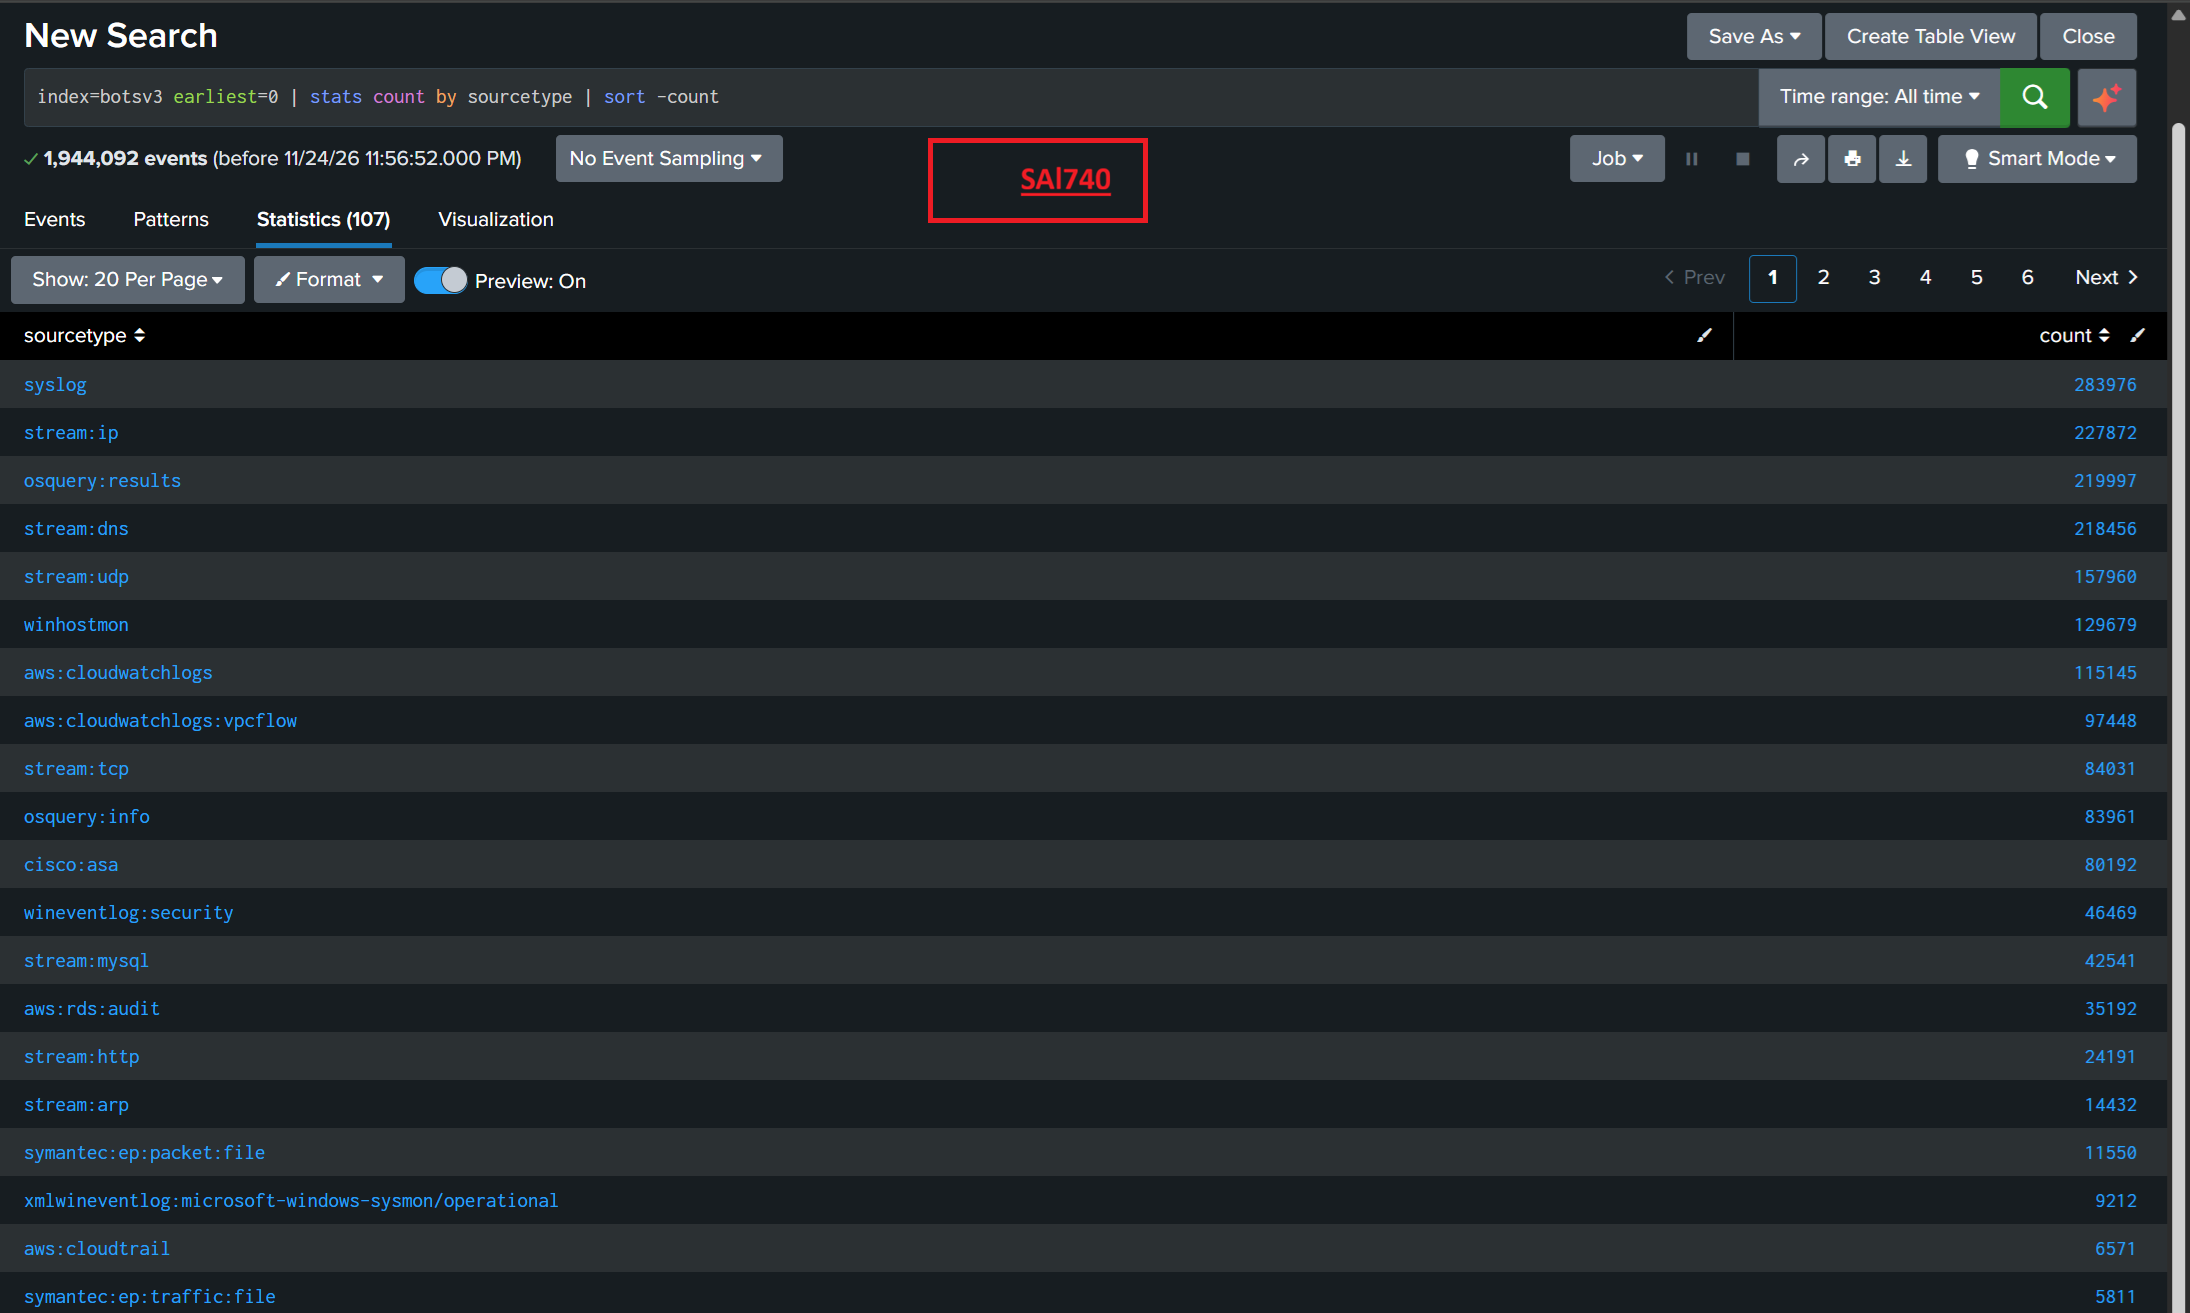 New Search
Save As
Create Table View
Close
index=botsv3 earliest=0 | stats count by sourcetype | sort -count
Time range: All time
1,944,092 events (before 11/24/26 11:56:52.000 PM)
No Event Sampling
SAl740
Job
Smart Mode
Events
Patterns
Statistics (107)
Visualization
Show: 20 Per Page
Format
Preview: On
Prev 1 2 3 4 5 6 Next
sourcetype count
syslog 283976
stream:ip 227872
osquery:results 219997
stream:dns 218456
stream:udp 157960
winhostmon 129679
aws:cloudwatchlogs 115145
aws:cloudwatchlogs:vpcflow 97448
stream:tcp 84031
osquery:info 83961
cisco:asa 80192
wineventlog:security 46469
stream:mysql 42541
aws:rds:audit 35192
stream:http 24191
stream:arp 14432
symantec:ep:packet:file 11550
xmlwineventlog:microsoft-windows-sysmon/operational 9212
aws:cloudtrail 6571
symantec:ep:traffic:file 5811